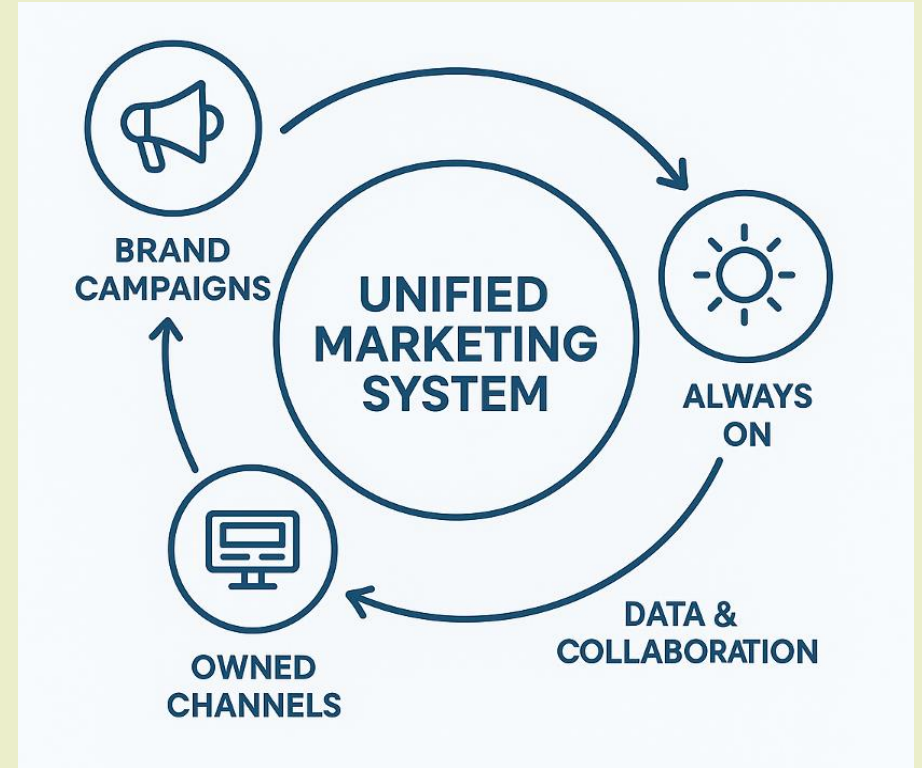 BRAND
CAMPAIGNS
UNIFIED
MARKETING
SYSTEM
ALWAYS
ON
DATA &
COLLABORATION
OWNED
CHANNELS